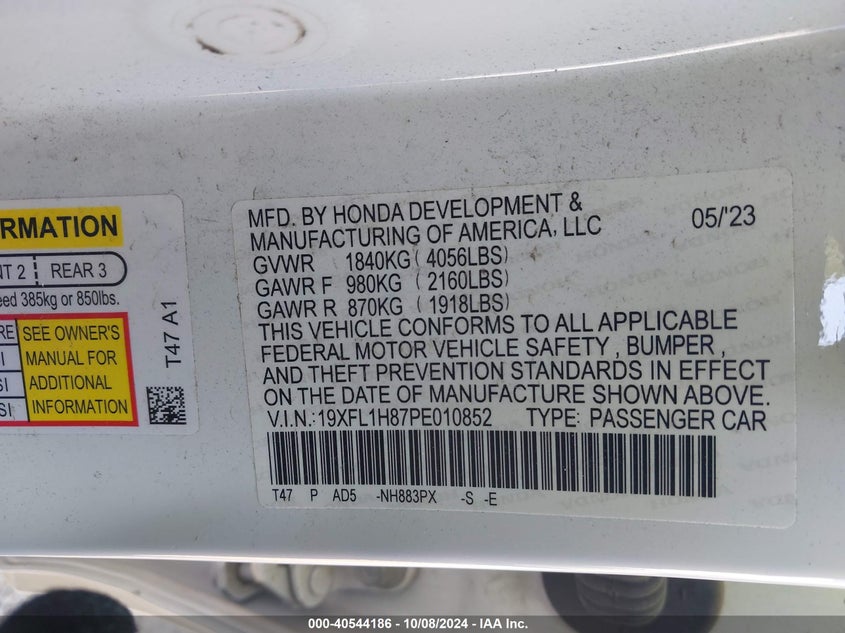 RMATION
NT 2 REAR 3
eed 385kg or 850lbs.
RE SEE OWNER'S
I MANUAL FOR
SI ADDITIONAL
SI INFORMATION
T47 A1
MFD. BY HONDA DEVELOPMENT & 05/'23
MANUFACTURING OF AMERICA, LLC
GVWR 1840KG ( 4056LBS)
GAWR F 980KG ( 2160LBS)
GAWR R 870KG ( 1918LBS)
THIS VEHICLE CONFORMS TO ALL APPLICABLE
FEDERAL MOTOR VEHICLE SAFETY , BUMPER ,
AND THEFT PREVENTION STANDARDS IN EFFECT
ON THE DATE OF MANUFACTURE SHOWN ABOVE.
V.I.N.: 19XFL1H87PE010852 TYPE: PASSENGER CAR
T47 P AD5 -NH883PX -S -E
000-40544186 - 10/08/2024 - IAA Inc.